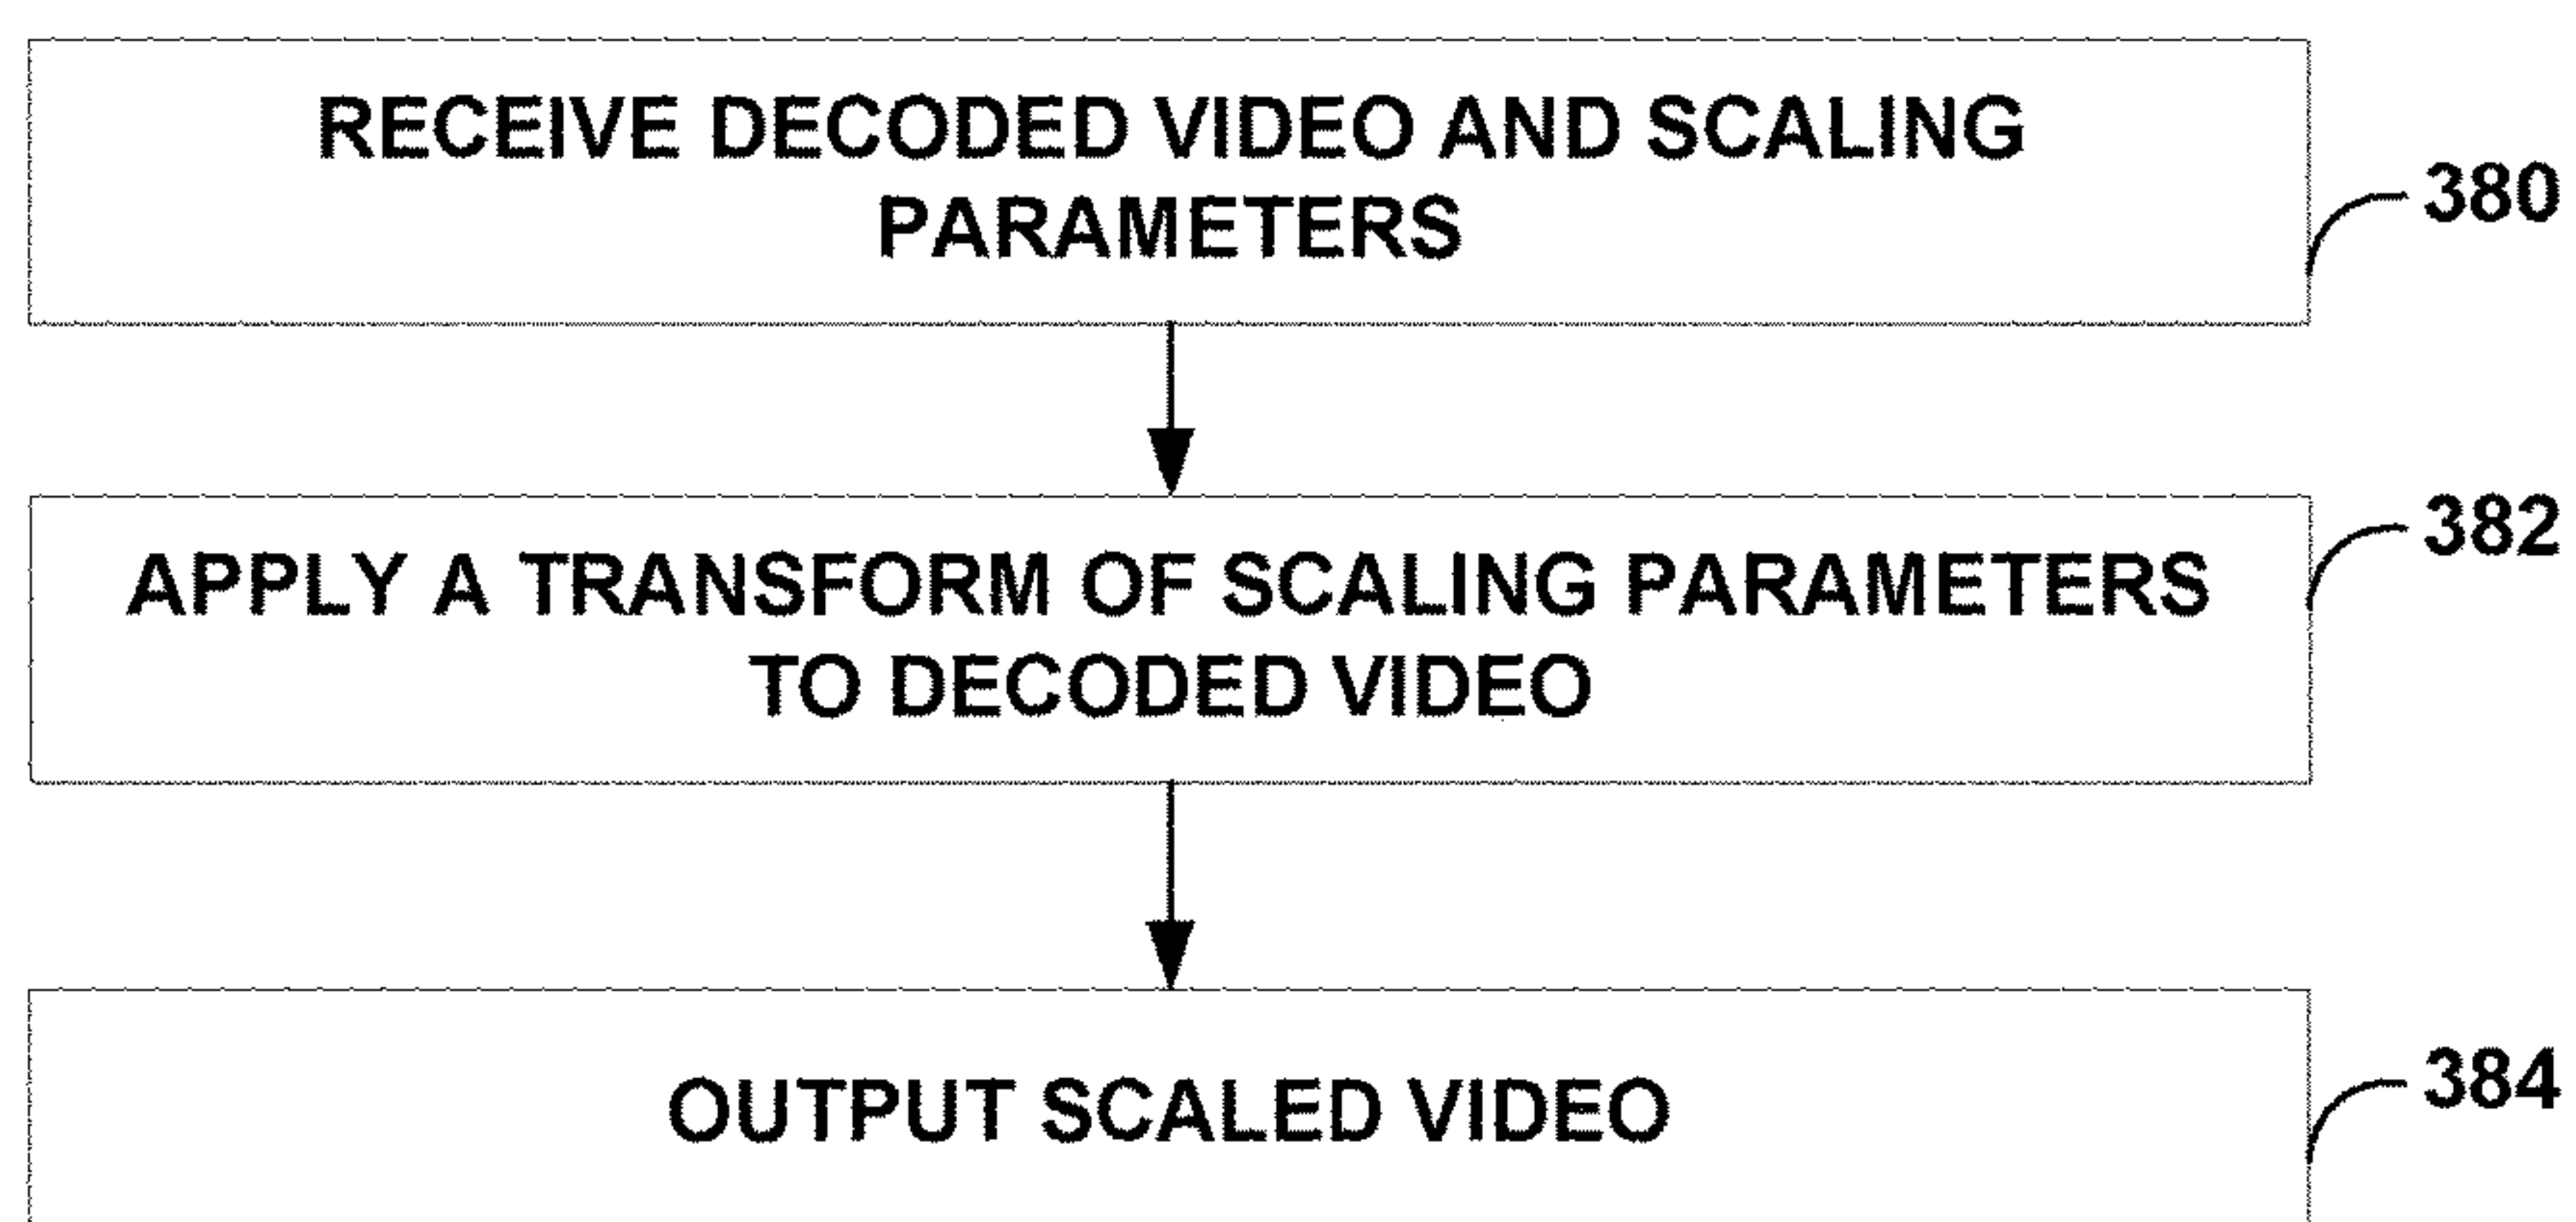 RECEIVE DECODED VIDEO AND SCALING
PARAMETERS
380
APPLY A TRANSFORM OF SCALING PARAMETERS
TO DECODED VIDEO
382
OUTPUT SCALED VIDEO
384